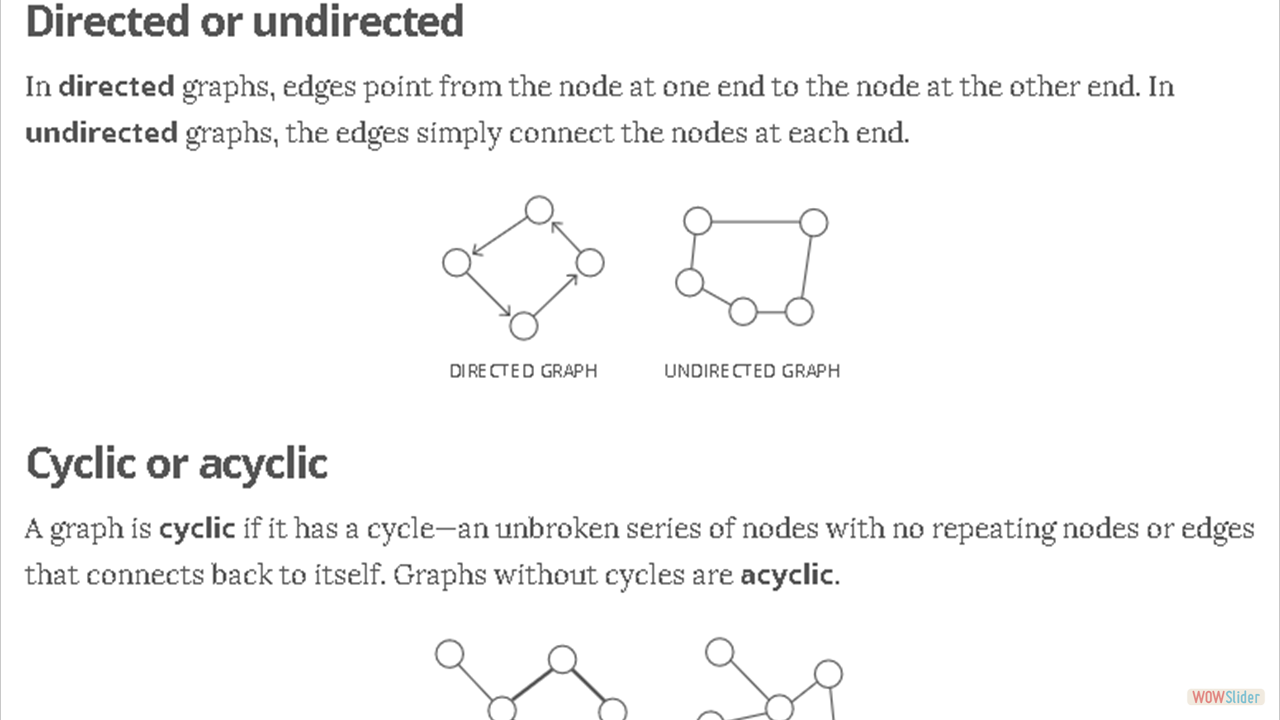 Directed or undirected
In directed graphs, edges point from the node at one end to the node at the other end. In
undirected graphs, the edges simply connect the nodes at each end.
DIRECTED GRAPH UNDIRECTED GRAPH
Cyclic or acyclic
A graph is cyclic if it has a cycle—an unbroken series of nodes with no repeating nodes or edges
that connects back to itself. Graphs without cycles are acyclic.
WOWSlider